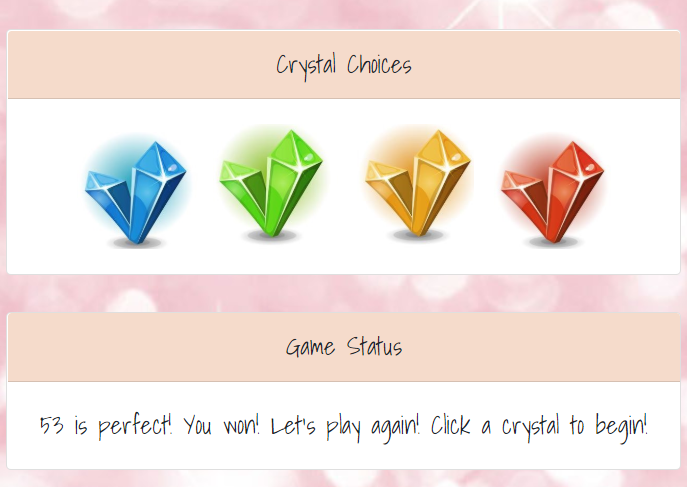 Crystal Choices
Game Status
53 is perfect! You won! Let's play again! Click a crystal to begin!